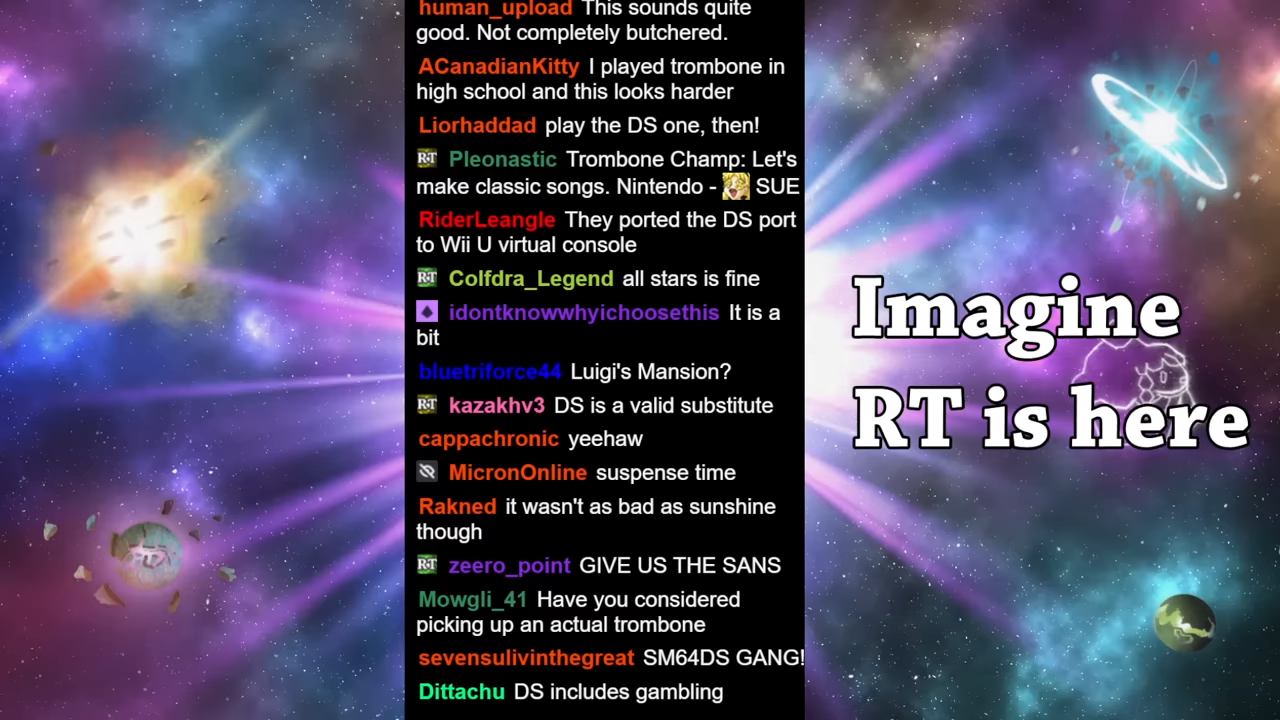 human_upload This sounds quite
good. Not completely butchered.
ACanadianKitty I played trombone in
high school and this looks harder
Liorhaddad play the DS one, then!
RT Pleonastic Trombone Champ: Let's
make classic songs. Nintendo - SUE
RiderLeangle They ported the DS port
to Wii U virtual console
RT Colfdra_Legend all stars is fine
idontknowwhyichoosethis It is a
bit
bluetriforce44 Luigi's Mansion?
RT kazakhv3 DS is a valid substitute
cappachronic yeehaw
MicronOnline suspense time
Rakned it wasn't as bad as sunshine
though
RT zeero_point GIVE US THE SANS
Mowgli_41 Have you considered
picking up an actual trombone
sevensulivinthegreat SM64DS GANG!
Dittachu DS includes gambling
Imagine
RT is here